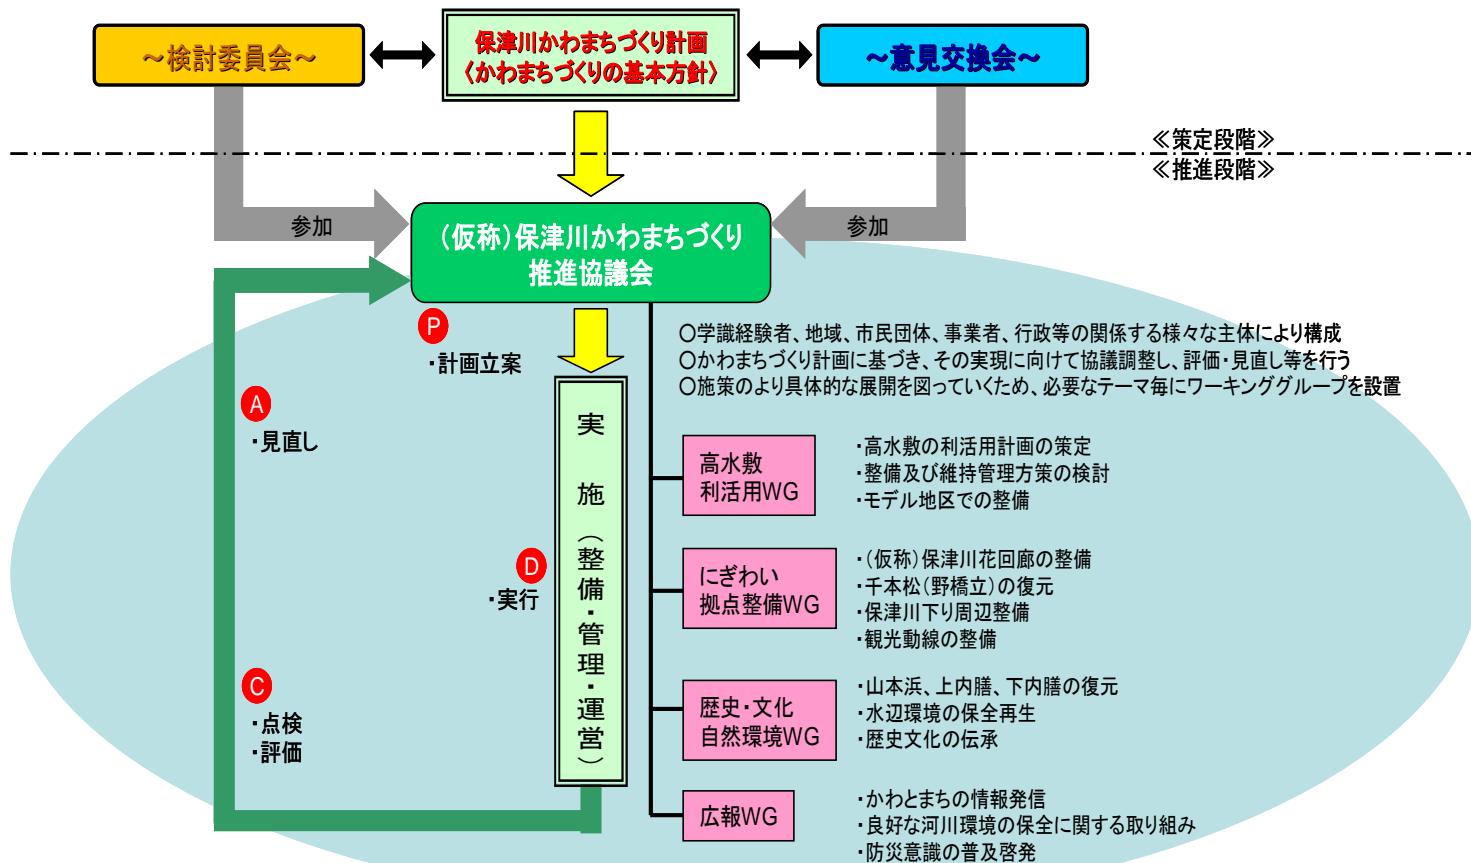 ～検討委員会～
保津川かわまちづくり計画
〈かわまちづくりの基本方針〉
～意見交換会～
≪策定段階≫
≪推進段階≫
参加
（仮称）保津川かわまちづくり
推進協議会
参加
P
・計画立案
○学識経験者、地域、市民団体、事業者、行政等の関係する様々な主体により構成
○かわまちづくり計画に基づき、その実現に向けて協議調整し、評価・見直し等を行う
○施策のより具体的な展開を図っていくため、必要なテーマ毎にワーキンググループを設置
A
・見直し
実施（整備・管理・運営）
D
・実行
C
・点検
・評価
高水敷
利活用WG
・高水敷の利活用計画の策定
・整備及び維持管理方策の検討
・モデル地区での整備
にぎわい
拠点整備WG
・（仮称）保津川花回廊の整備
・千本松（野橋立）の復元
・保津川下り周辺整備
・観光動線の整備
歴史・文化
自然環境WG
・山本浜、上内膳、下内膳の復元
・水辺環境の保全再生
・歴史文化の伝承
広報WG
・かわとまちの情報発信
・良好な河川環境の保全に関する取り組み
・防災意識の普及啓発